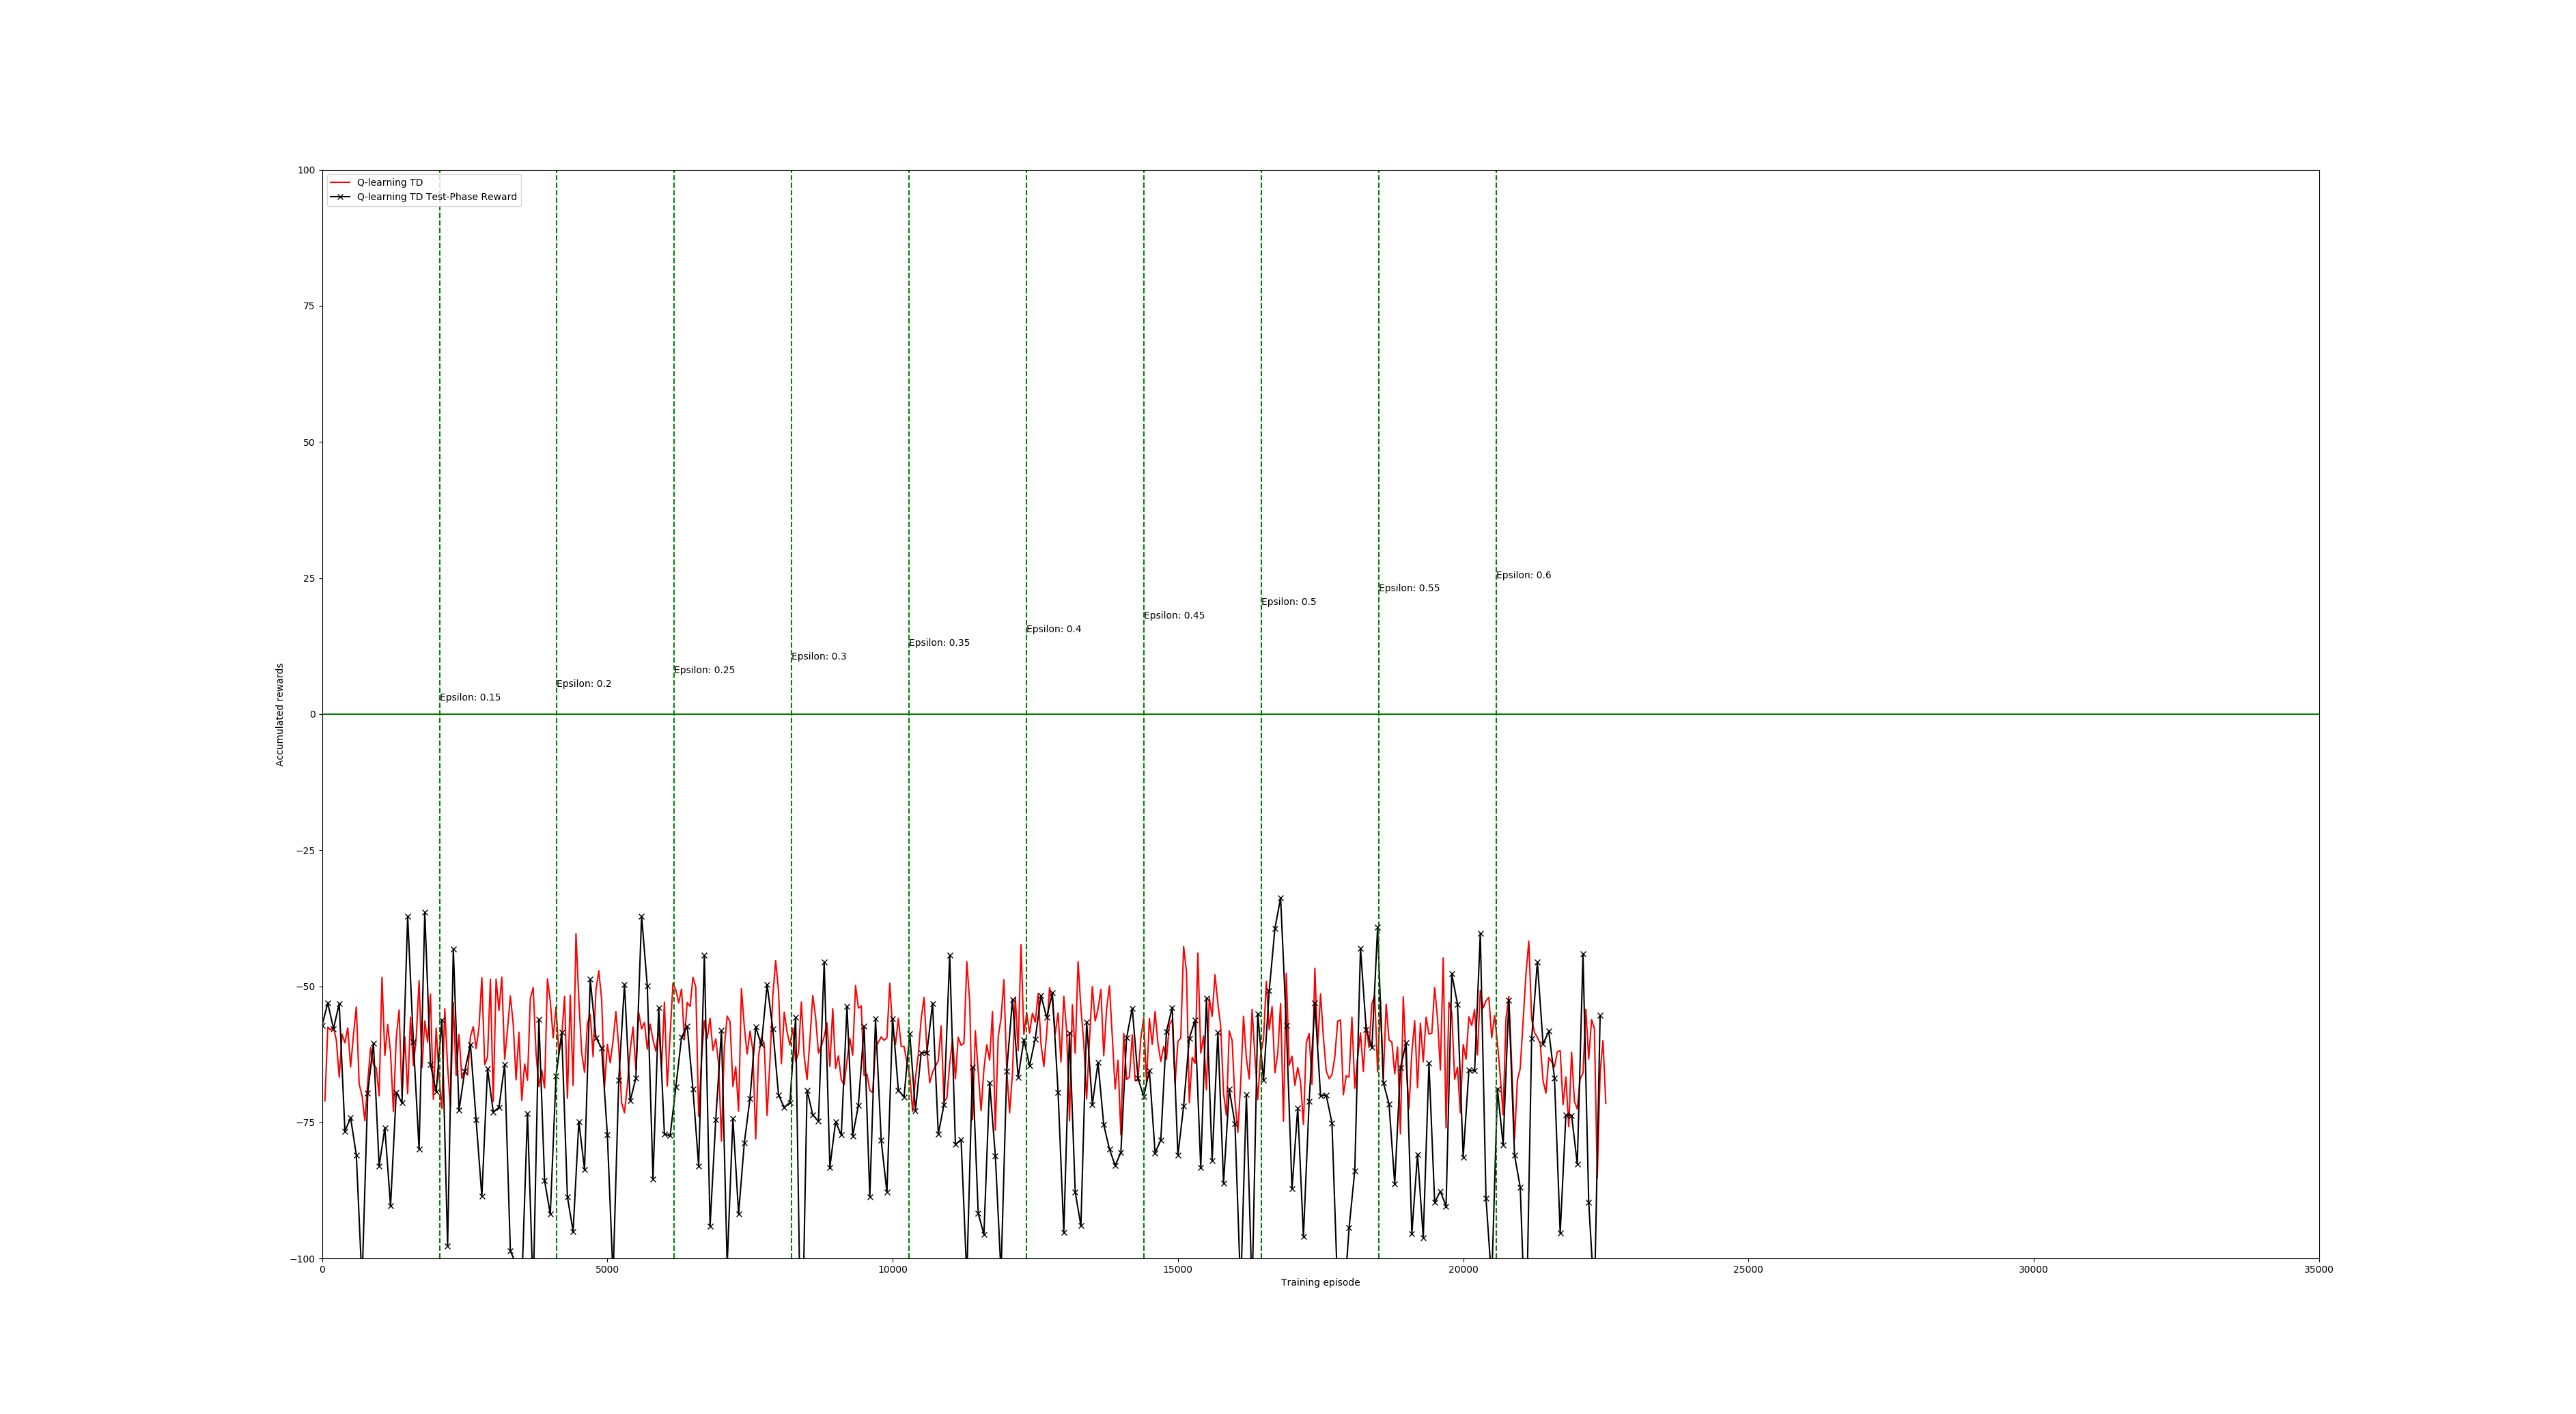 100
Q-learning TD
Q-learning TD Test-Phase Reward
75
50
25
Epsilon: 0.6
Epsilon: 0.55
Epsilon: 0.5
Epsilon: 0.45
Epsilon: 0.4
Epsilon: 0.35
Epsilon: 0.3
Epsilon: 0.25
Epsilon: 0.2
Epsilon: 0.15
0
Accumulated rewards
−25
−50
−75
−100
0 5000 10000 15000 20000 25000 30000 35000
Training episode